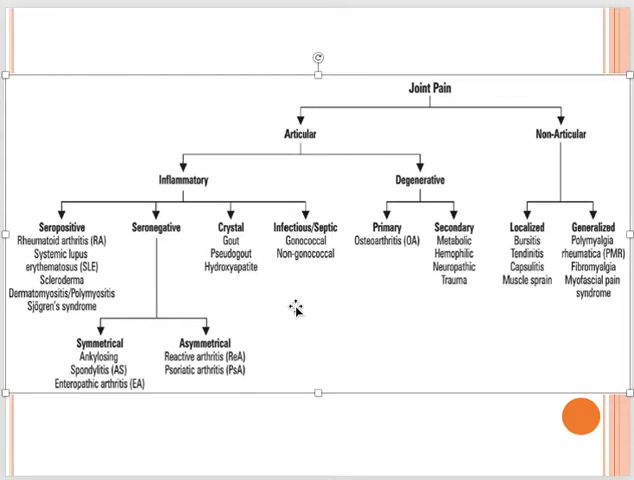 Joint Pain
Articular
Non-Articular
Inflammatory
Degenerative
Seropositive
Rheumatoid arthritis (RA)
Systemic lupus
erythematosus (SLE)
Scleroderma
Dermatomyositis/Polymyositis
Sjögren's syndrome
Seronegative
Crystal
Gout
Pseudogout
Hydroxyapatite
Infectious/Septic
Gonococcal
Non-gonococcal
Primary
Osteoarthritis (OA)
Secondary
Metabolic
Hemophilic
Neuropathic
Trauma
Localized
Bursitis
Tendinitis
Capsulitis
Muscle sprain
Generalized
Polymyalgia
rheumatica (PMR)
Fibromyalgia
Myofascial pain
syndrome
Symmetrical
Ankylosing
Spondylitis (AS)
Enteropathic arthritis (EA)
Asymmetrical
Reactive arthritis (ReA)
Psoriatic arthritis (PsA)